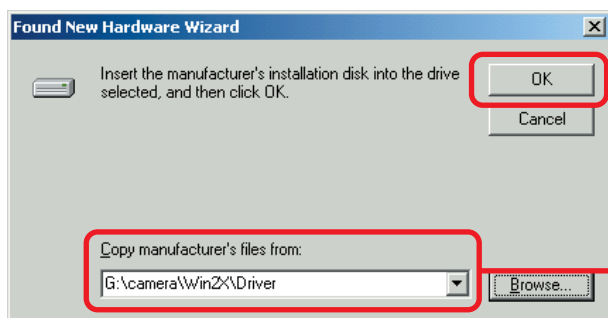 Found New Hardware Wizard
Insert the manufacturer's installation disk into the drive
selected, and then click OK.
OK
Cancel
Copy manufacturer's files from:
G:\camera\Win2X\Driver
Browse...